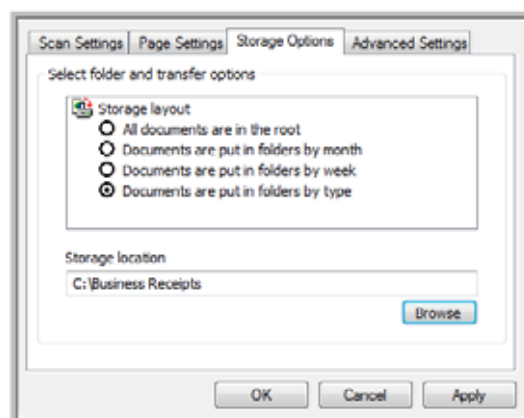 Scan Settings Page Settings Storage Options Advanced Settings
Select folder and transfer options
Storage layout
All documents are in the root
Documents are put in folders by month
Documents are put in folders by week
Documents are put in folders by type
Storage location
C:\Business Receipts
Browse
OK Cancel Apply